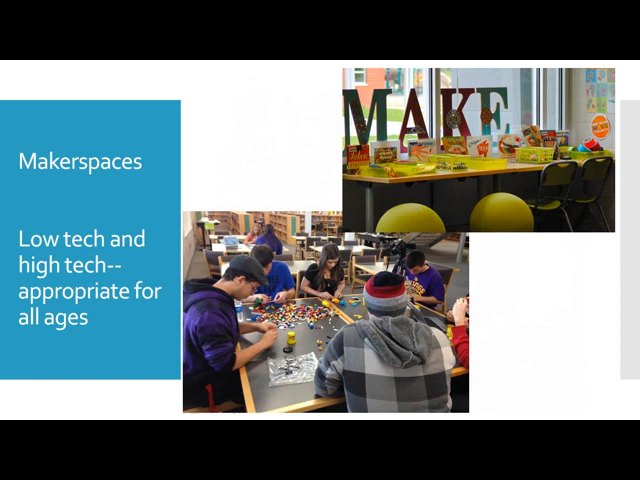 Makerspaces
Low tech and
high tech--
appropriate for
all ages
MAKE